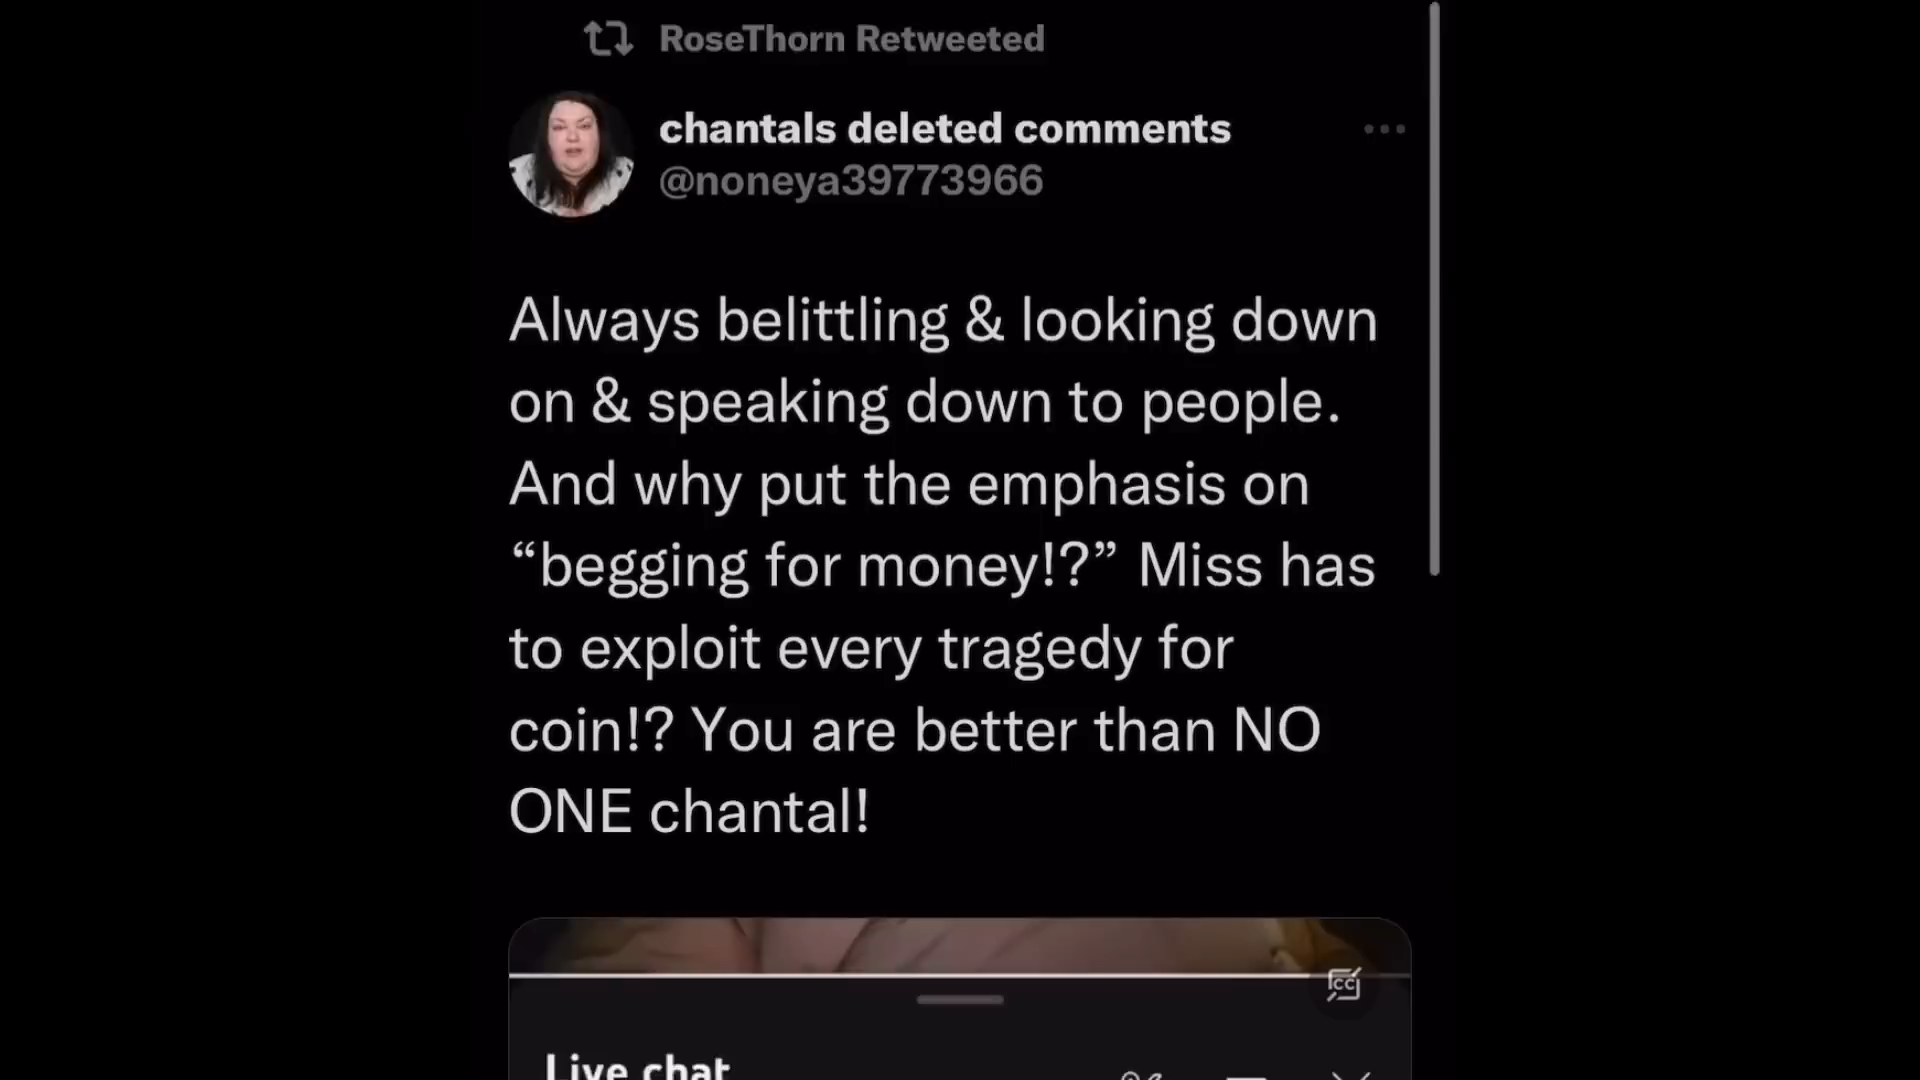 RoseThorn Retweeted
chantals deleted comments
@noneya39773966
Always belittling & looking down
on & speaking down to people.
And why put the emphasis on
“begging for money!?” Miss has
to exploit every tragedy for
coin!? You are better than NO
ONE chantal!
CC
Live chat